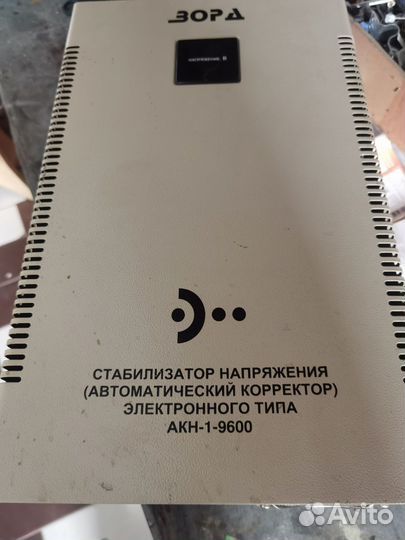 ЗОРД
НАПРЯЖЕНИЕ, В
СТАБИЛИЗАТОР НАПРЯЖЕНИЯ
(АВТОМАТИЧЕСКИЙ КОРРЕКТОР)
ЭЛЕКТРОННОГО ТИПА
АКН-1-9600
Avito